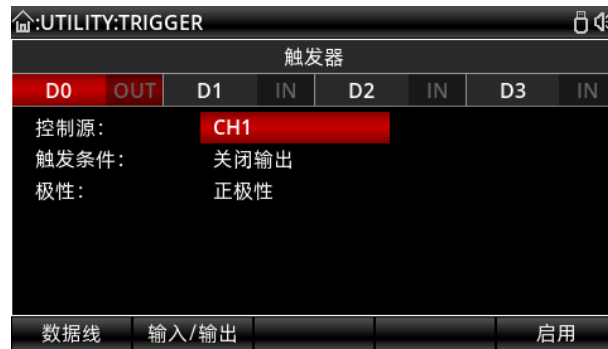 :UTILITY:TRIGGER
触发器
D0 OUT D1 IN D2 IN D3 IN
控制源: CH1
触发条件: 关闭输出
极性: 正极性
数据线 输入/输出 启用